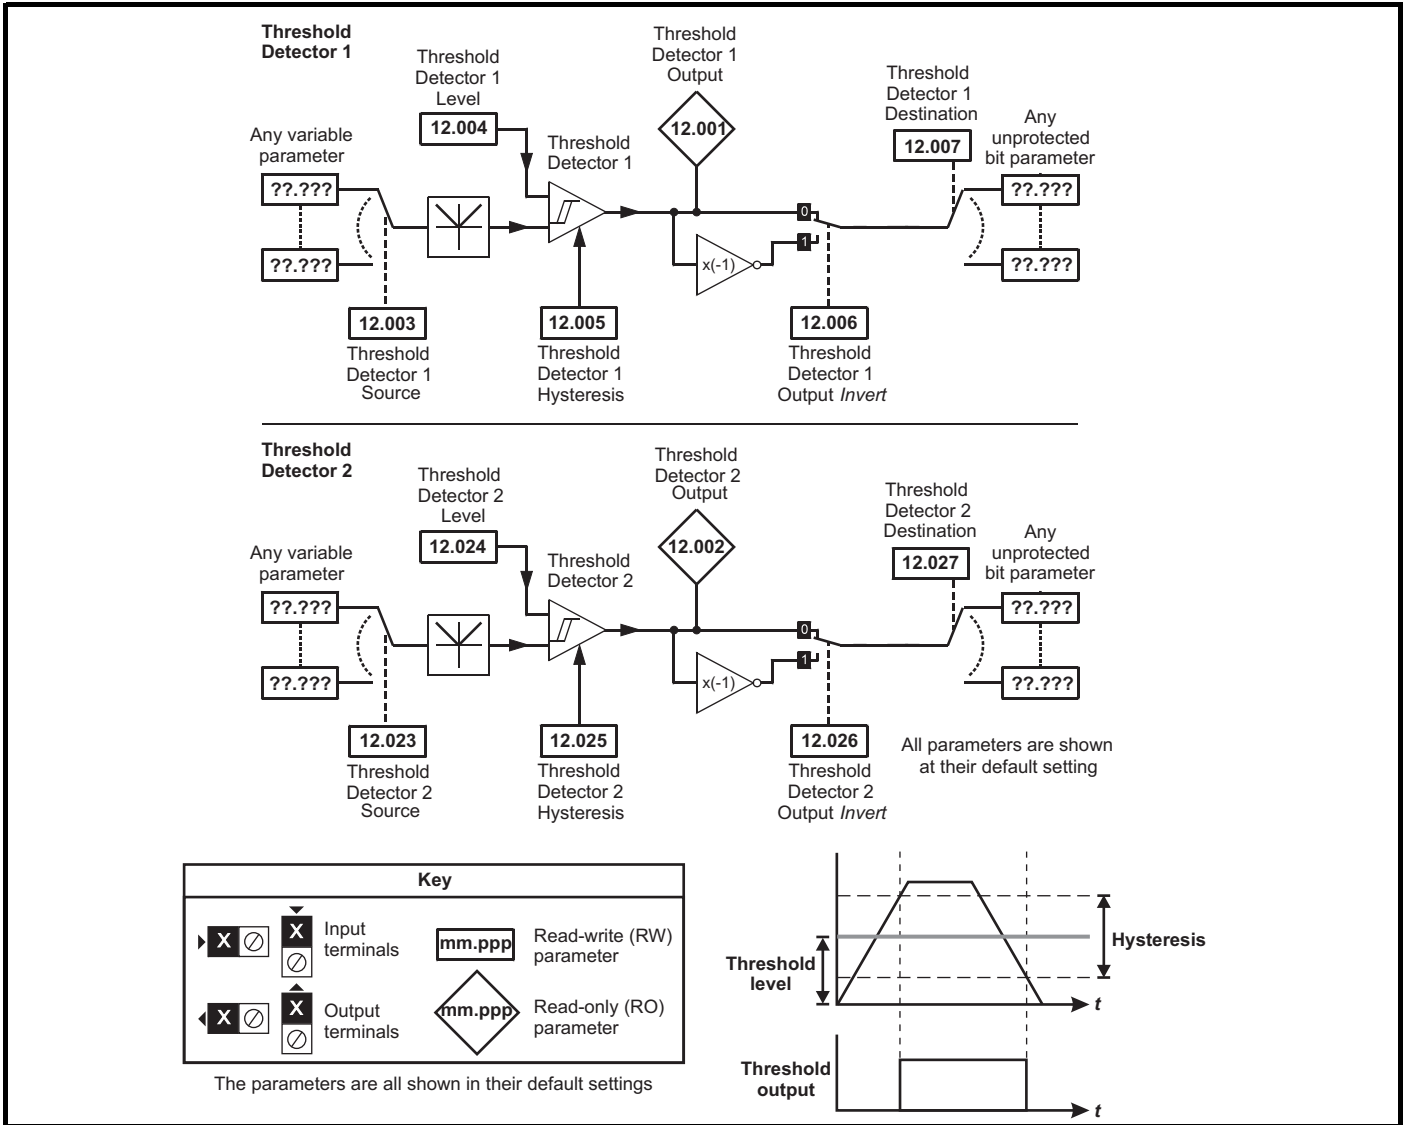 Threshold
Detector 1
Threshold
Detector 1
Level
12.004
Any variable
parameter
??.???
??.???
12.003
Threshold
Detector 1
Source
Threshold
Detector 1
12.005
Threshold
Detector 1
Hysteresis
Threshold
Detector 1
Output
12.001
x(-1)
0
1
12.006
Threshold
Detector 1
Output Invert
Threshold
Detector 1
Destination
12.007
Any
unprotected
bit parameter
??.???
??.???
Threshold
Detector 2
Threshold
Detector 2
Level
12.024
Any variable
parameter
??.???
??.???
12.023
Threshold
Detector 2
Source
Threshold
Detector 2
12.025
Threshold
Detector 2
Hysteresis
Threshold
Detector 2
Output
12.002
x(-1)
0
1
12.026
Threshold
Detector 2
Output Invert
Threshold
Detector 2
Destination
12.027
Any
unprotected
bit parameter
??.???
??.???
All parameters are shown
at their default setting
Key
X
X
Input
terminals
mm.ppp
Read-write (RW)
parameter
X
X
Output
terminals
mm.ppp
Read-only (RO)
parameter
The parameters are all shown in their default settings
Threshold
level
Hysteresis
t
Threshold
output
t